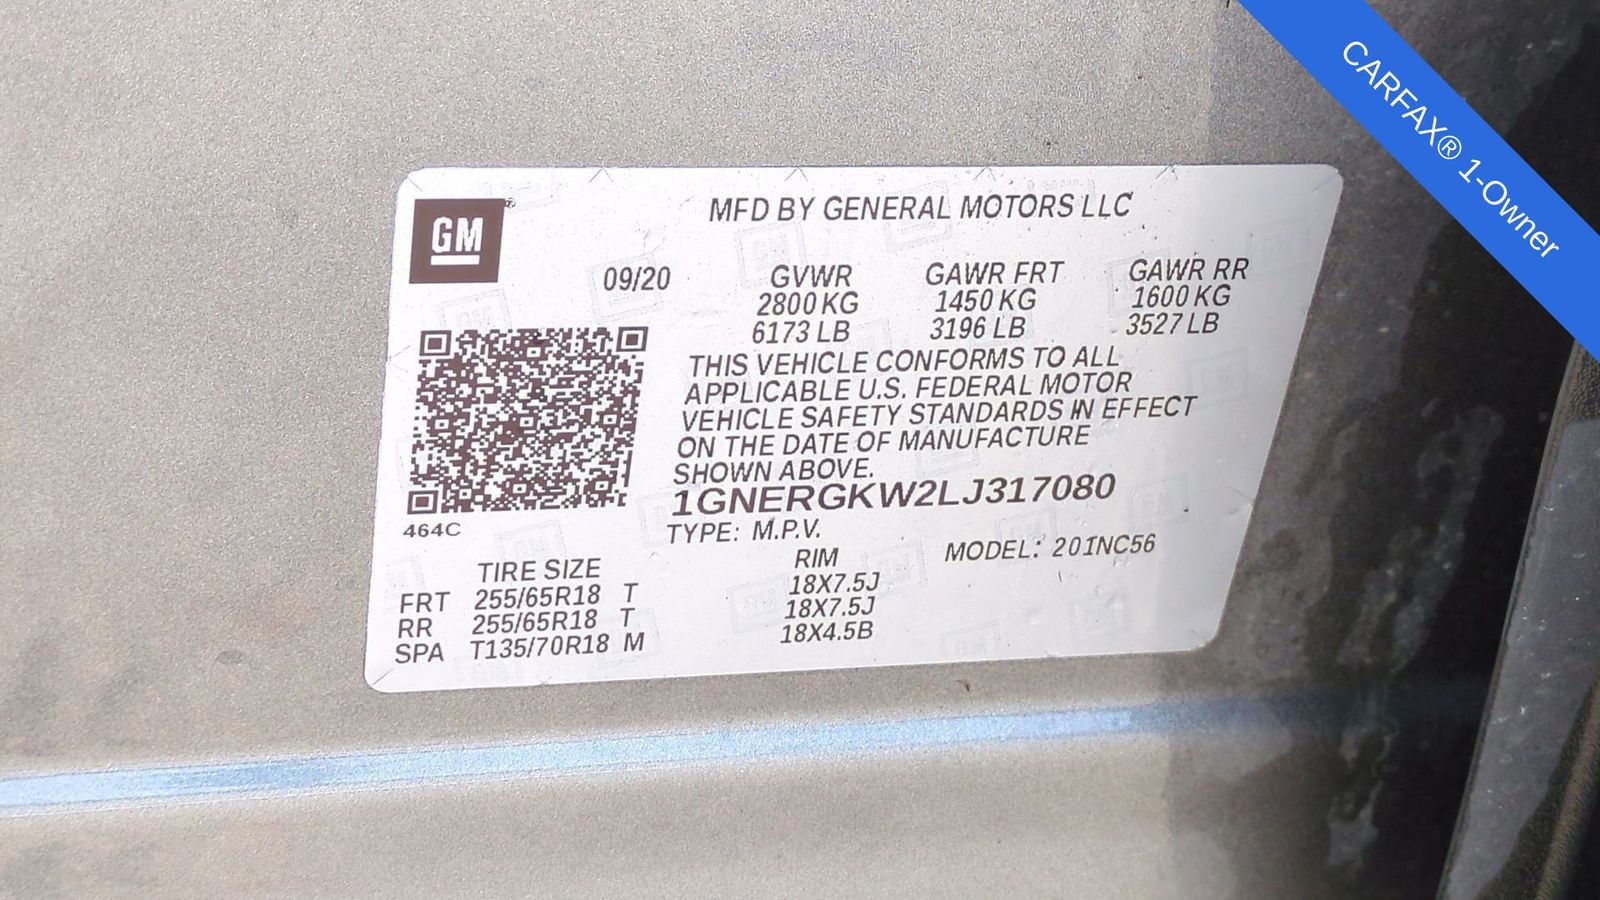 CARFAX® 1-Owner
GM®
MFD BY GENERAL MOTORS LLC
09/20 GVWR GAWR FRT GAWR RR
2800 KG 1450 KG 1600 KG
6173 LB 3196 LB 3527 LB
THIS VEHICLE CONFORMS TO ALL
APPLICABLE U.S. FEDERAL MOTOR
VEHICLE SAFETY STANDARDS IN EFFECT
ON THE DATE OF MANUFACTURE
SHOWN ABOVE.
1GNERGKW2LJ317080
464C
TYPE: M.P.V.
MODEL: 201NC56
TIRE SIZE RIM
FRT 255/65R18 T 18X7.5J
RR 255/65R18 T 18X7.5J
SPA T135/70R18 M 18X4.5B